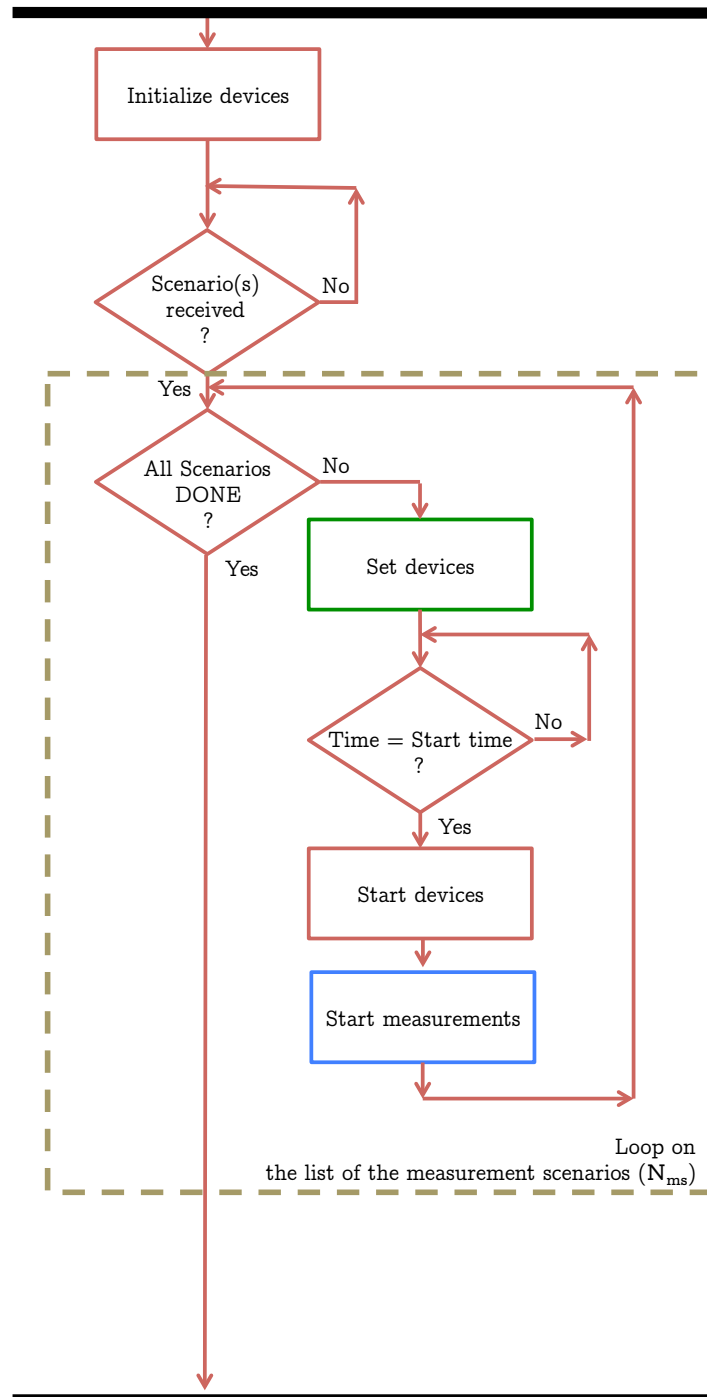 Initialize devices
Scenario(s)
received
?
No
Yes
All Scenarios
DONE
?
No
Yes
Set devices
Time = Start time
?
No
Yes
Start devices
Start measurements
Loop on
the list of the measurement scenarios (Nms)